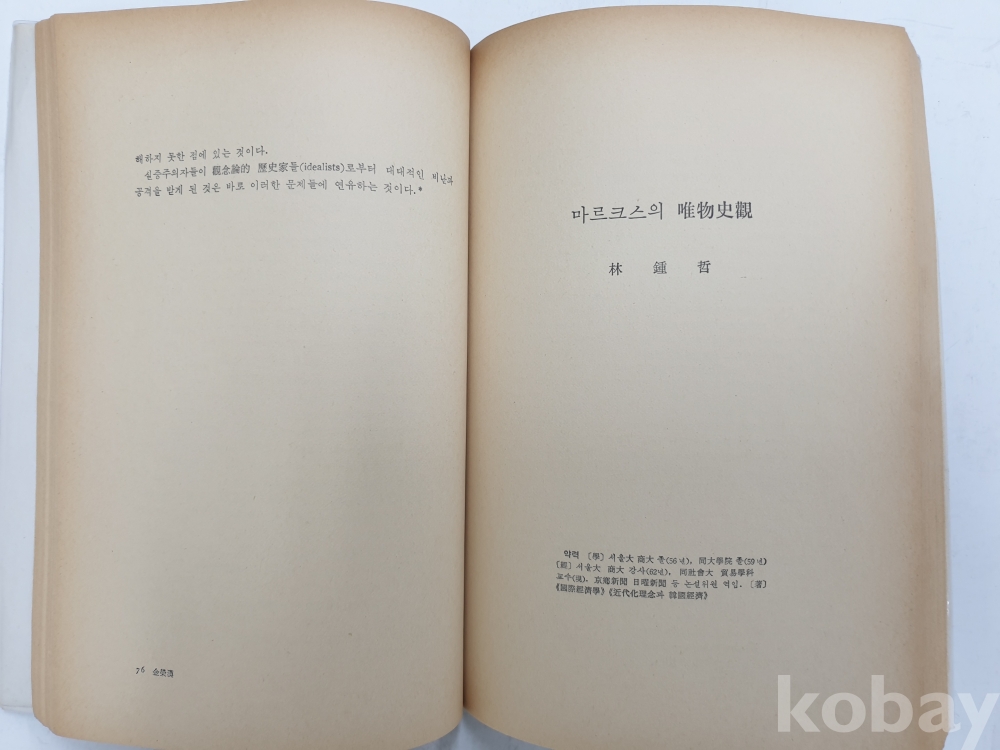 해하지 못한 점에 있는 것이다.
실증주의자들이 觀念論的 歷史家들(idealists)로부터 대대적인 비난과
공격을 받게 된 것은 바로 이러한 문제들에 연유하는 것이다.*
76 金榮漢
마르크스의 唯物史觀
林 鍾 哲
약력 [學] 서울大 商大 졸(56년), 同大學院 졸(59년)
[經] 서울大 商大 강사(62년), 同社會大 貿易學科
교수(現), 京鄕新聞 日曜新聞 등 논설위원 역임. [著]
《國際經濟學》《近代化理念과 韓國經濟》
kobay